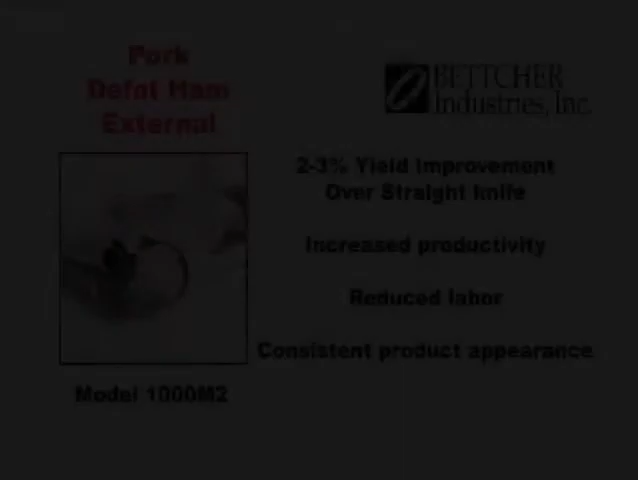 Pork
Defat Ham
External
BETTCHER
Industries, Inc.
2-3% Yield Improvement
Over Straight knife
Increased productivity
Reduced labor
Consistent product appearance
Model 1000M2